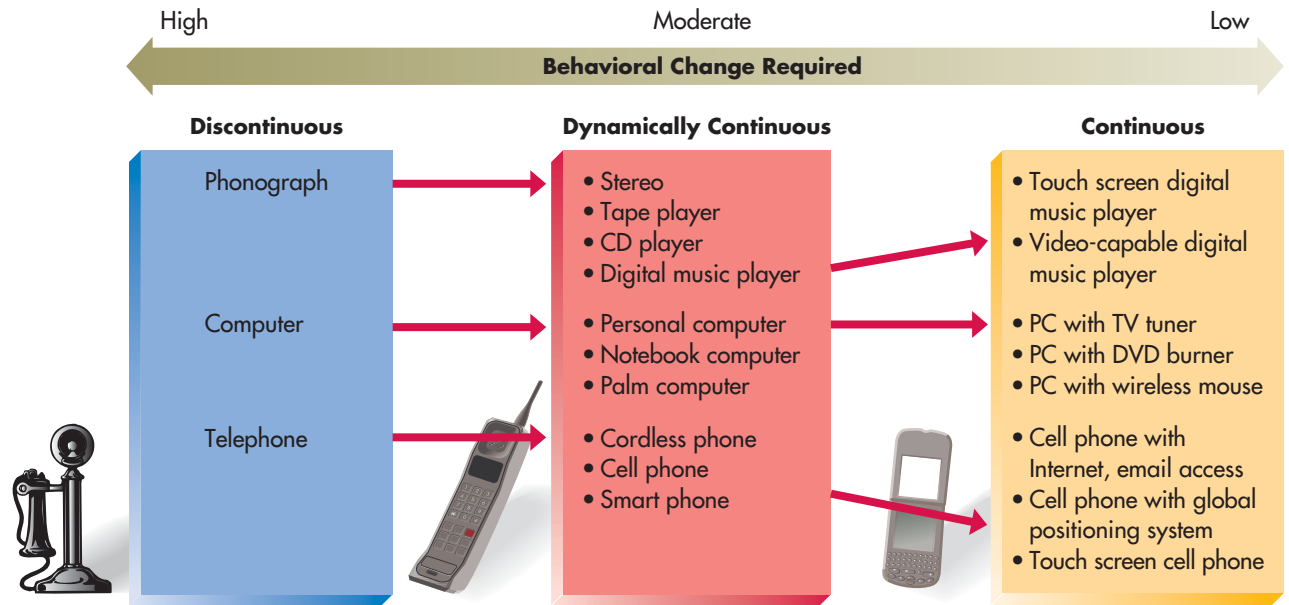 High
Moderate
Low
Behavioral Change Required
Discontinuous
Phonograph
Computer
Telephone
Dynamically Continuous
• Stereo
• Tape player
• CD player
• Digital music player
• Personal computer
• Notebook computer
• Palm computer
• Cordless phone
• Cell phone
• Smart phone
Continuous
• Touch screen digital
music player
• Video-capable digital
music player
• PC with TV tuner
• PC with DVD burner
• PC with wireless mouse
• Cell phone with
Internet, email access
• Cell phone with global
positioning system
• Touch screen cell phone